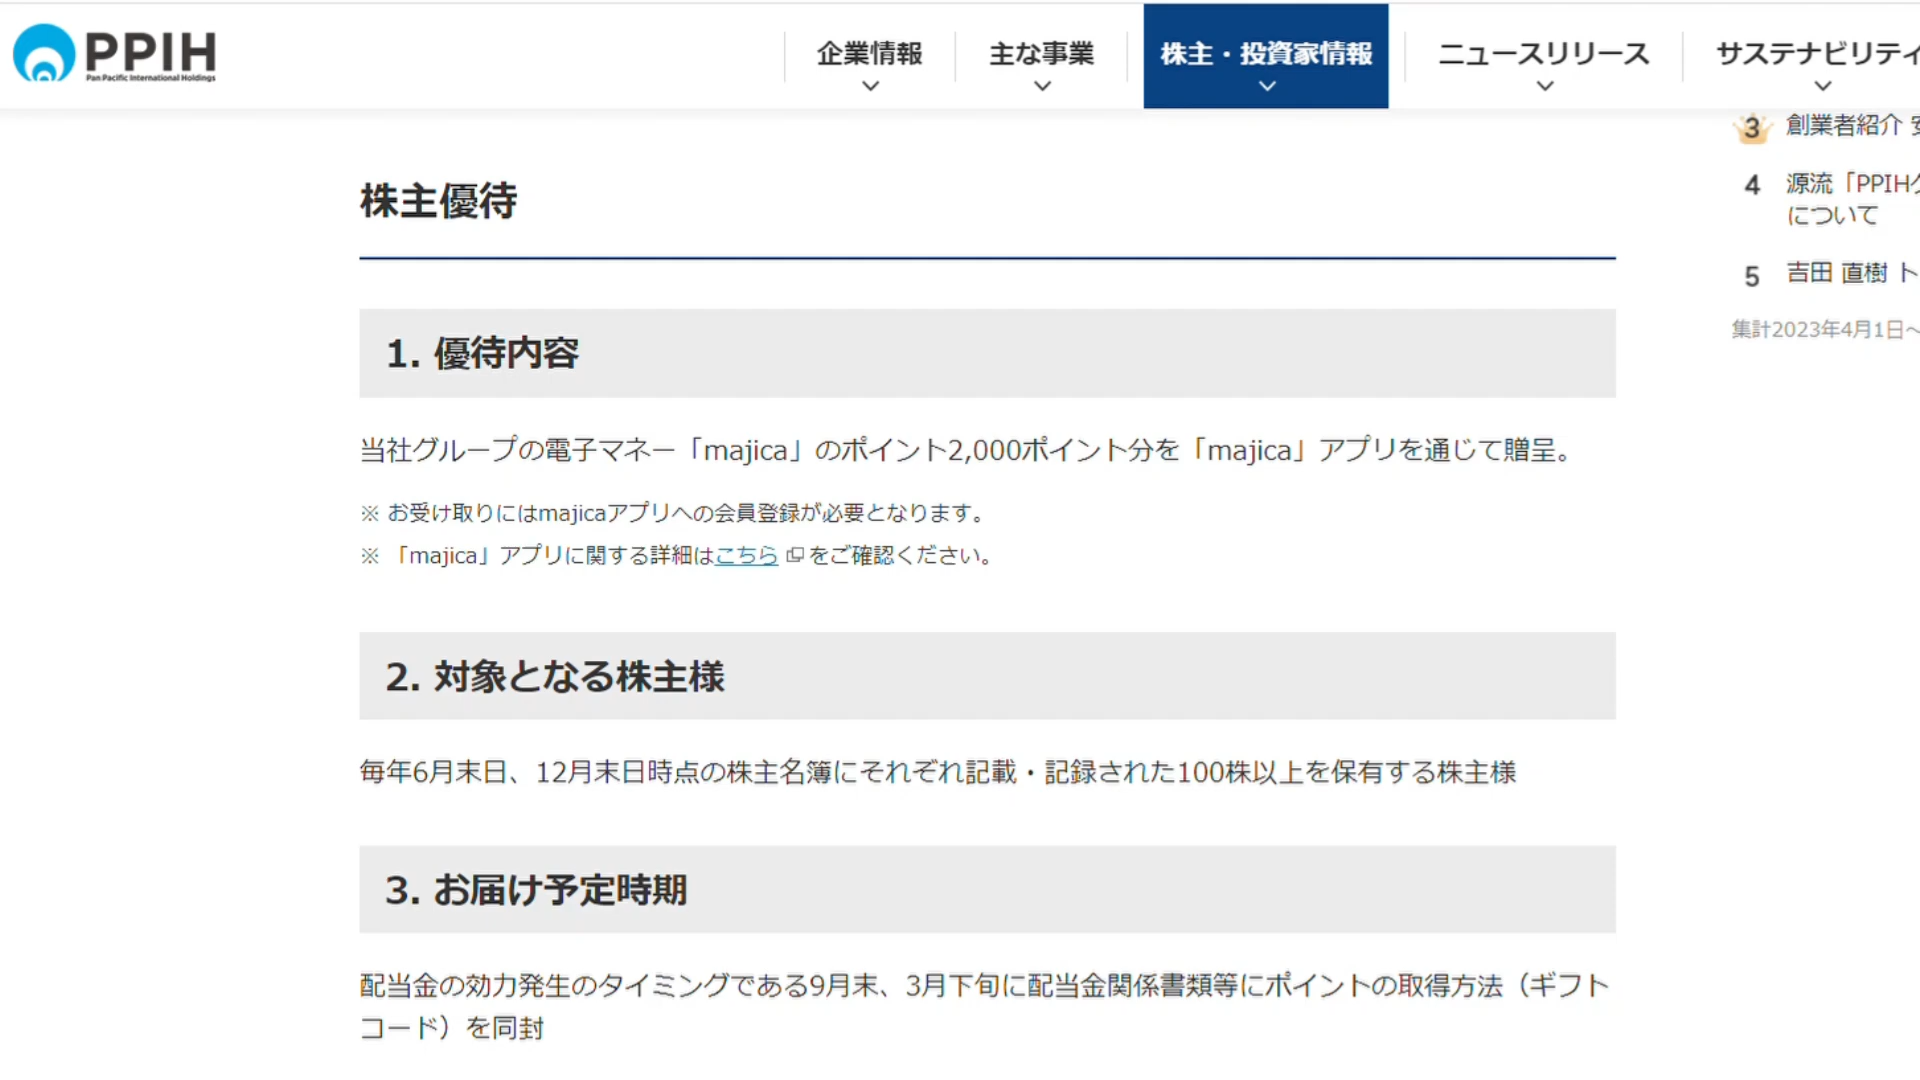 PPIH
Pan Pacific International Holdings
企業情報
主な事業
株主・投資家情報
ニュースリリース
サステナビリティ
3 創業者紹介
4 源流「PPIHグ
について
5 吉田 直樹 ト
集計2023年4月1日～
株主優待
1. 優待内容
当社グループの電子マネー「majica」のポイント2,000ポイント分を「majica」アプリを通じて贈呈。
※ お受け取りにはmajicaアプリへの会員登録が必要となります。
※ 「majica」アプリに関する詳細はこちらをご確認ください。
2. 対象となる株主様
毎年6月末日、12月末日時点の株主名簿にそれぞれ記載・記録された100株以上を保有する株主様
3. お届け予定時期
配当金の効力発生のタイミングである9月末、3月下旬に配当金関係書類等にポイントの取得方法（ギフト
コード）を同封